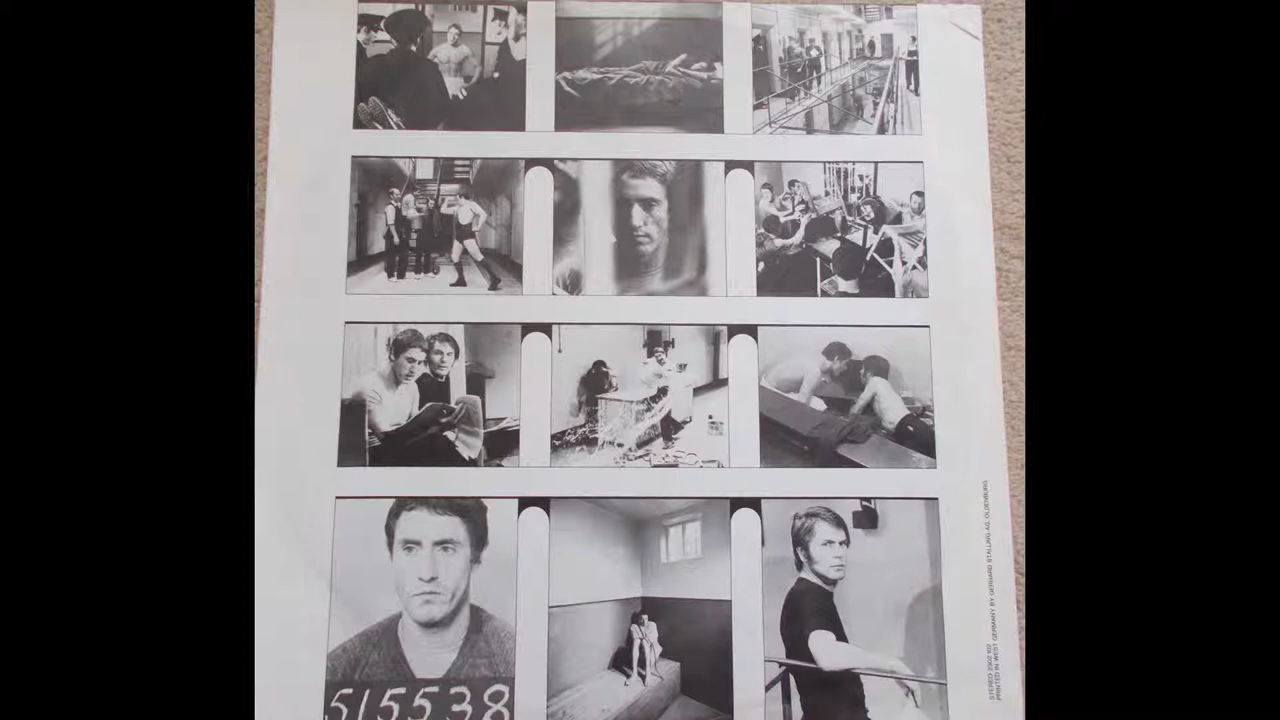 515538
STEREO 2302 102
PRINTED IN WEST GERMANY BY GERHARD STALLING AG, OLDENBURG